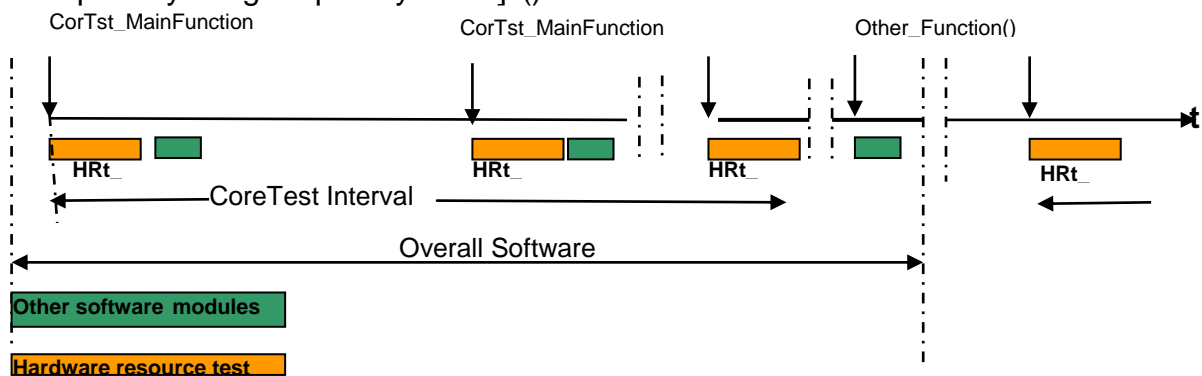 CorTst_MainFunction
CorTst_MainFunction
Other_Function()
t
HRt_
HRt_
HRt_
HRt_
CoreTest Interval
Overall Software
Other software modules
Hardware resource test